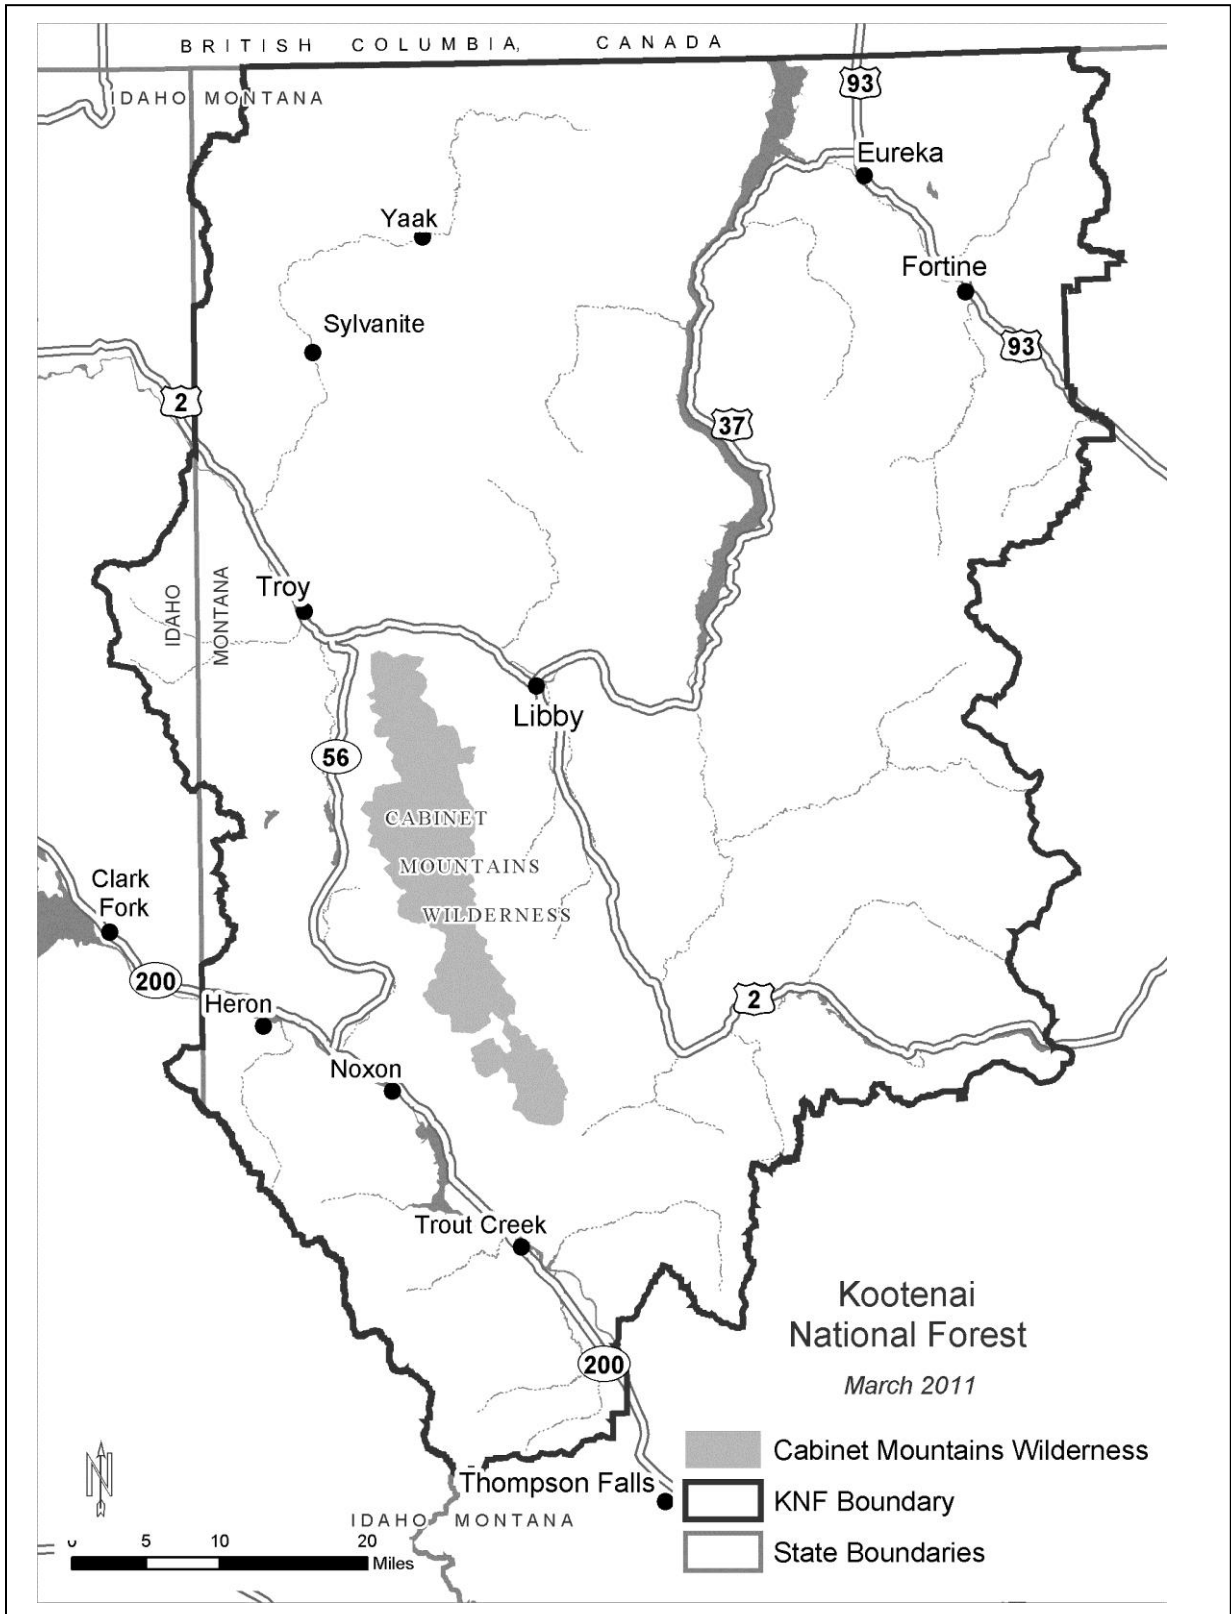 BRITISH COLUMBIA, CANADA
IDAHO MONTANA
93
Eureka
Yaak
Fortine
Sylvanite
93
2
37
Troy
IDAHO
MONTANA
Libby
56
CABINET
MOUNTAINS
WILDERNESS
Clark
Fork
200
Heron
2
Noxon
Trout Creek
Kootenai
National Forest
March 2011
200
Cabinet Mountains Wilderness
Thompson Falls
KNF Boundary
IDAHO MONTANA
State Boundaries
N
5 10 20
Miles